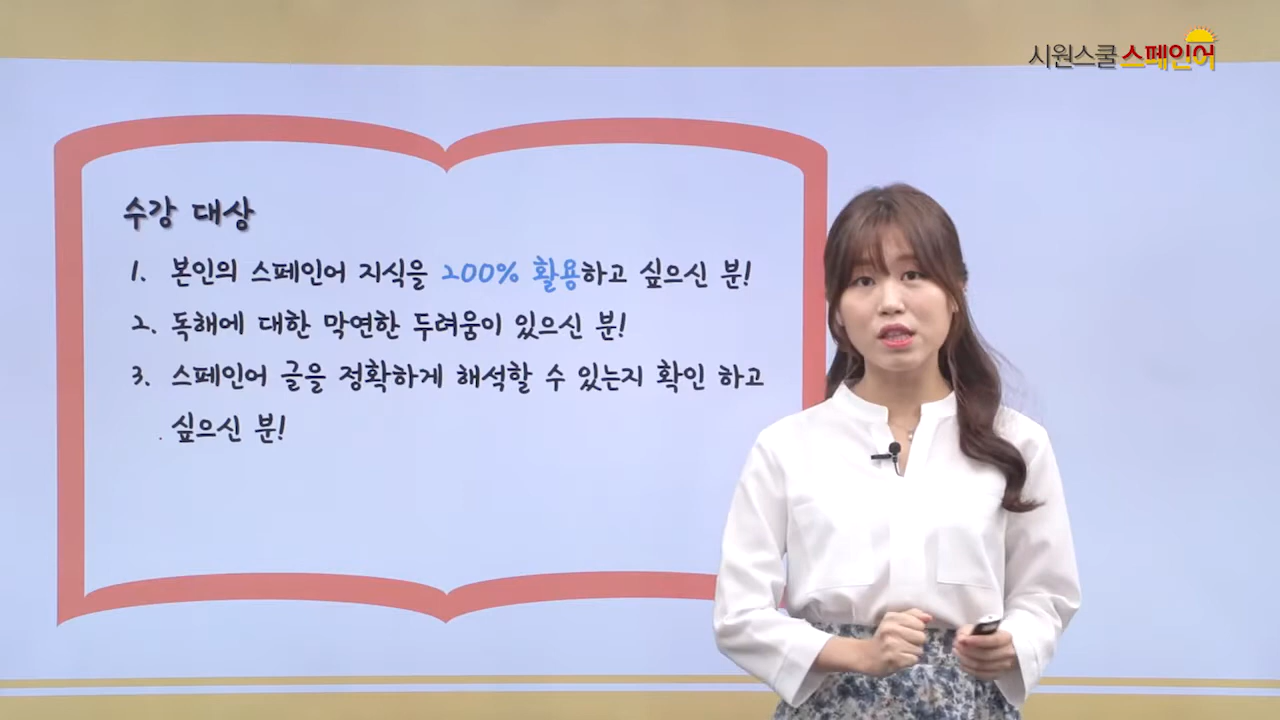 시원스쿨 스페인어
수강 대상
1. 본인의 스페인어 지식을 200% 활용하고 싶으신 분!
2. 독해에 대한 막연한 두려움이 있으신 분!
3. 스페인어 글을 정확하게 해석할 수 있는지 확인 하고
싶으신 분!